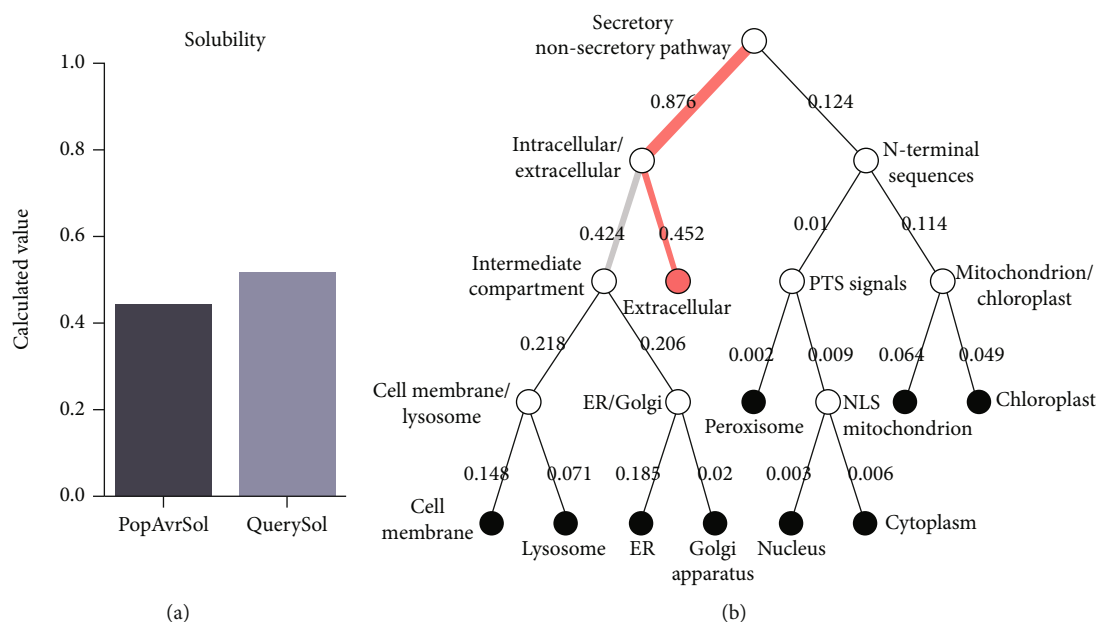 Solubility
1.0
0.8
0.6
0.4
0.2
0.0
Calculated value
PopAvrSol
QuerySol
(a)
Secretory
non-secretory pathway
0.876
0.124
Intracellular/
extracellular
N-terminal
sequences
0.424
0.452
0.01
0.114
Intermediate
compartment
Extracellular
PTS signals
Mitochondrion/
chloroplast
0.218
0.206
0.002
0.009
0.064
0.049
Cell membrane/
lysosome
ER/Golgi
Peroxisome
NLS
mitochondrion
Chloroplast
0.148
0.071
0.185
0.02
0.003
0.006
Cell
membrane
Lysosome
ER
Golgi
apparatus
Nucleus
Cytoplasm
(b)